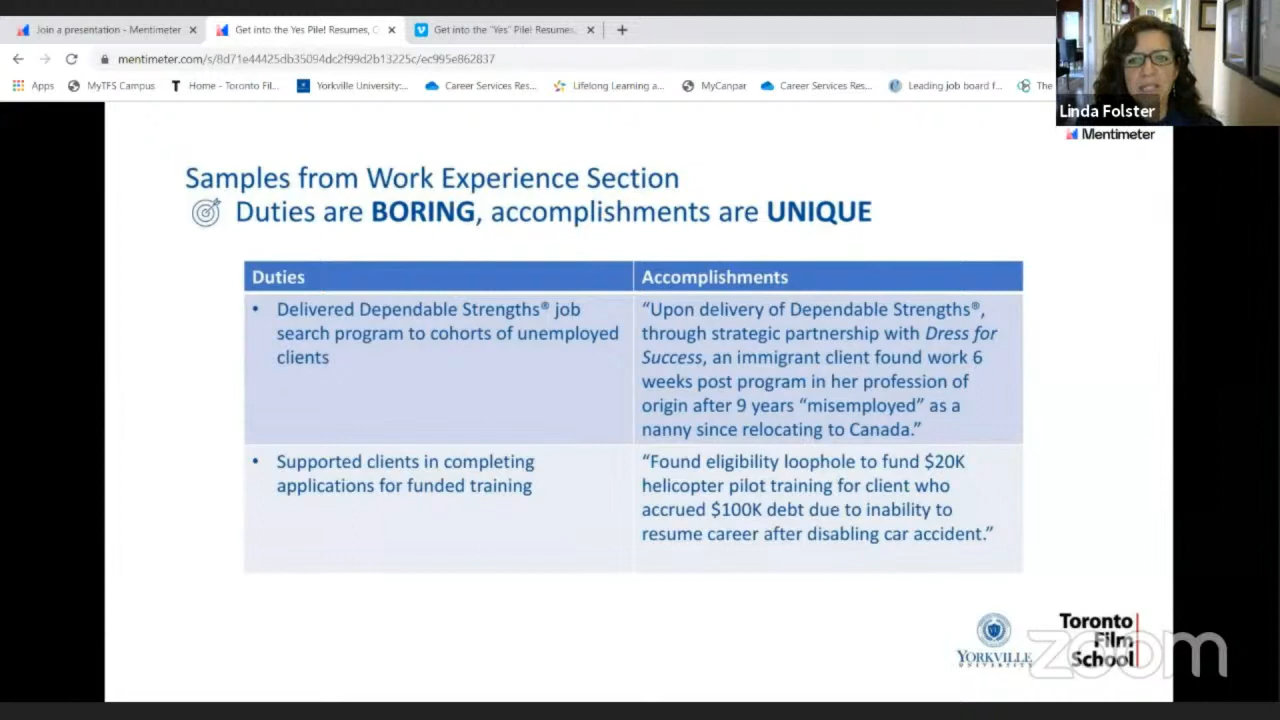 Join a presentation - Mentimeter
Get into the Yes Pile! Resumes, C
Get into the "Yes" Pile! Resumes,
mentimeter.com/s/8d71e44425db35094dc2f99d2b13225c/ec995e862837
Apps
MyTFS Campus
Home - Toronto Fil...
Yorkville University:...
Career Services Res...
Lifelong Learning a...
MyCanpar
Career Services Res...
Leading job board f...
The
Linda Folster
Mentimeter
Samples from Work Experience Section
Duties are BORING, accomplishments are UNIQUE
Duties
• Delivered Dependable Strengths® job
search program to cohorts of unemployed
clients
Accomplishments
“Upon delivery of Dependable Strengths®,
through strategic partnership with Dress for
Success, an immigrant client found work 6
weeks post program in her profession of
origin after 9 years “misemployed” as a
nanny since relocating to Canada.”
• Supported clients in completing
applications for funded training
“Found eligibility loophole to fund $20K
helicopter pilot training for client who
accrued $100K debt due to inability to
resume career after disabling car accident.”
YORKVILLE
UNIVERSITY
Toronto
Film
School
zoom